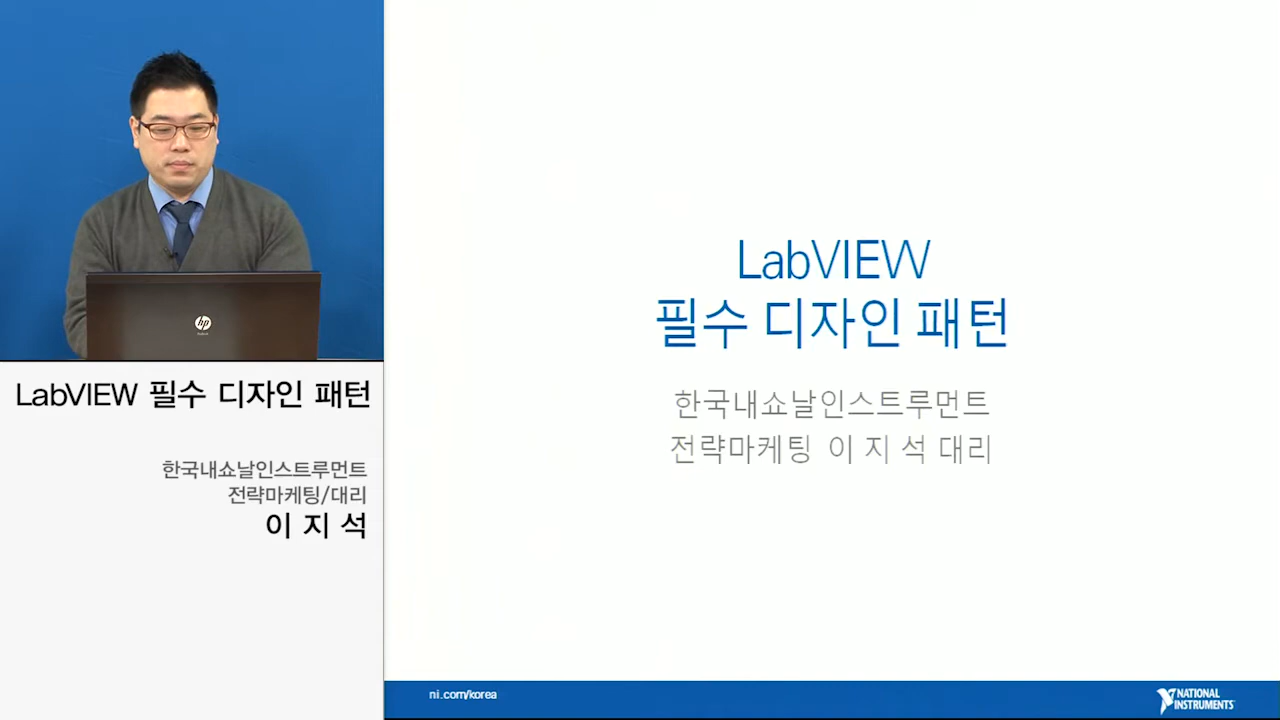 LabVIEW 필수 디자인 패턴
한국내쇼날인스트루먼트
전략마케팅/대리
이 지 석
LabVIEW
필수 디자인 패턴
한국내쇼날인스트루먼트
전략마케팅 이 지 석 대리
ni.com/korea
NATIONAL
INSTRUMENTS
hp